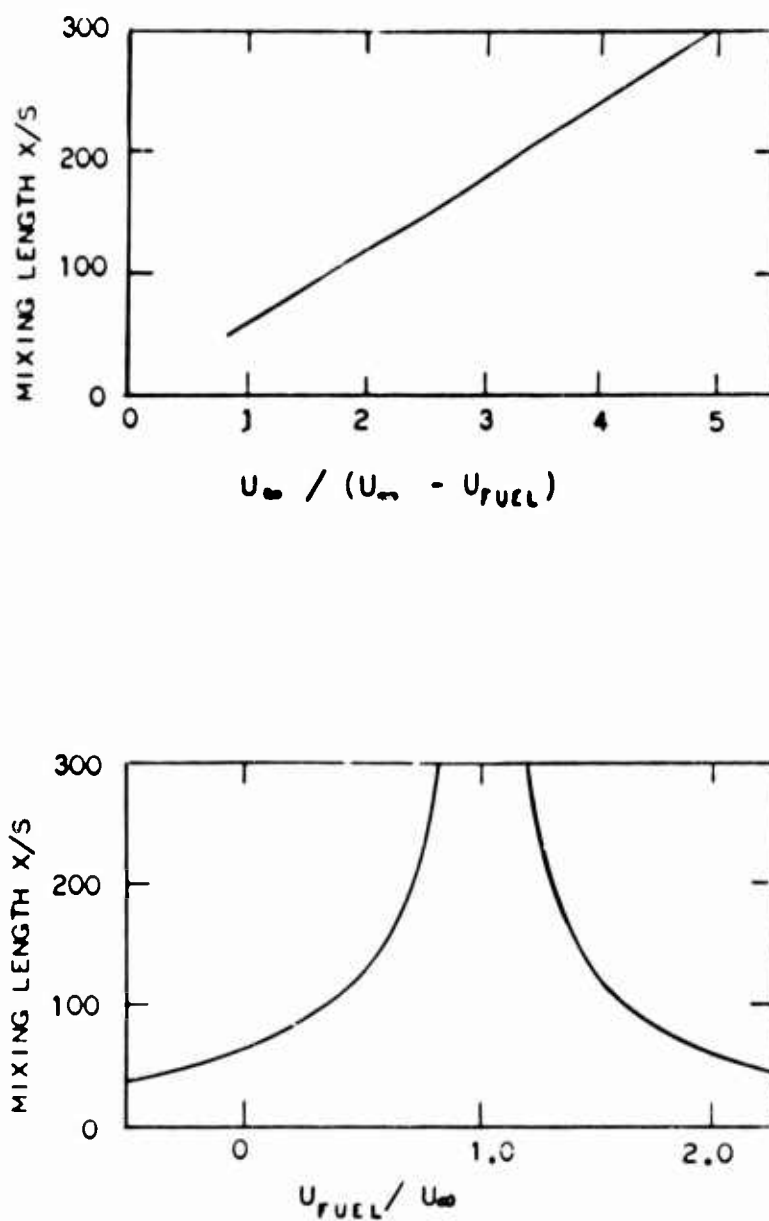 300
200
100
0
MIXING LENGTH X/S
0 1 2 3 4 5
U∞ / (U∞ - UFUEL)
300
200
100
0
MIXING LENGTH X/S
0 1.0 2.0
UFUEL / U∞